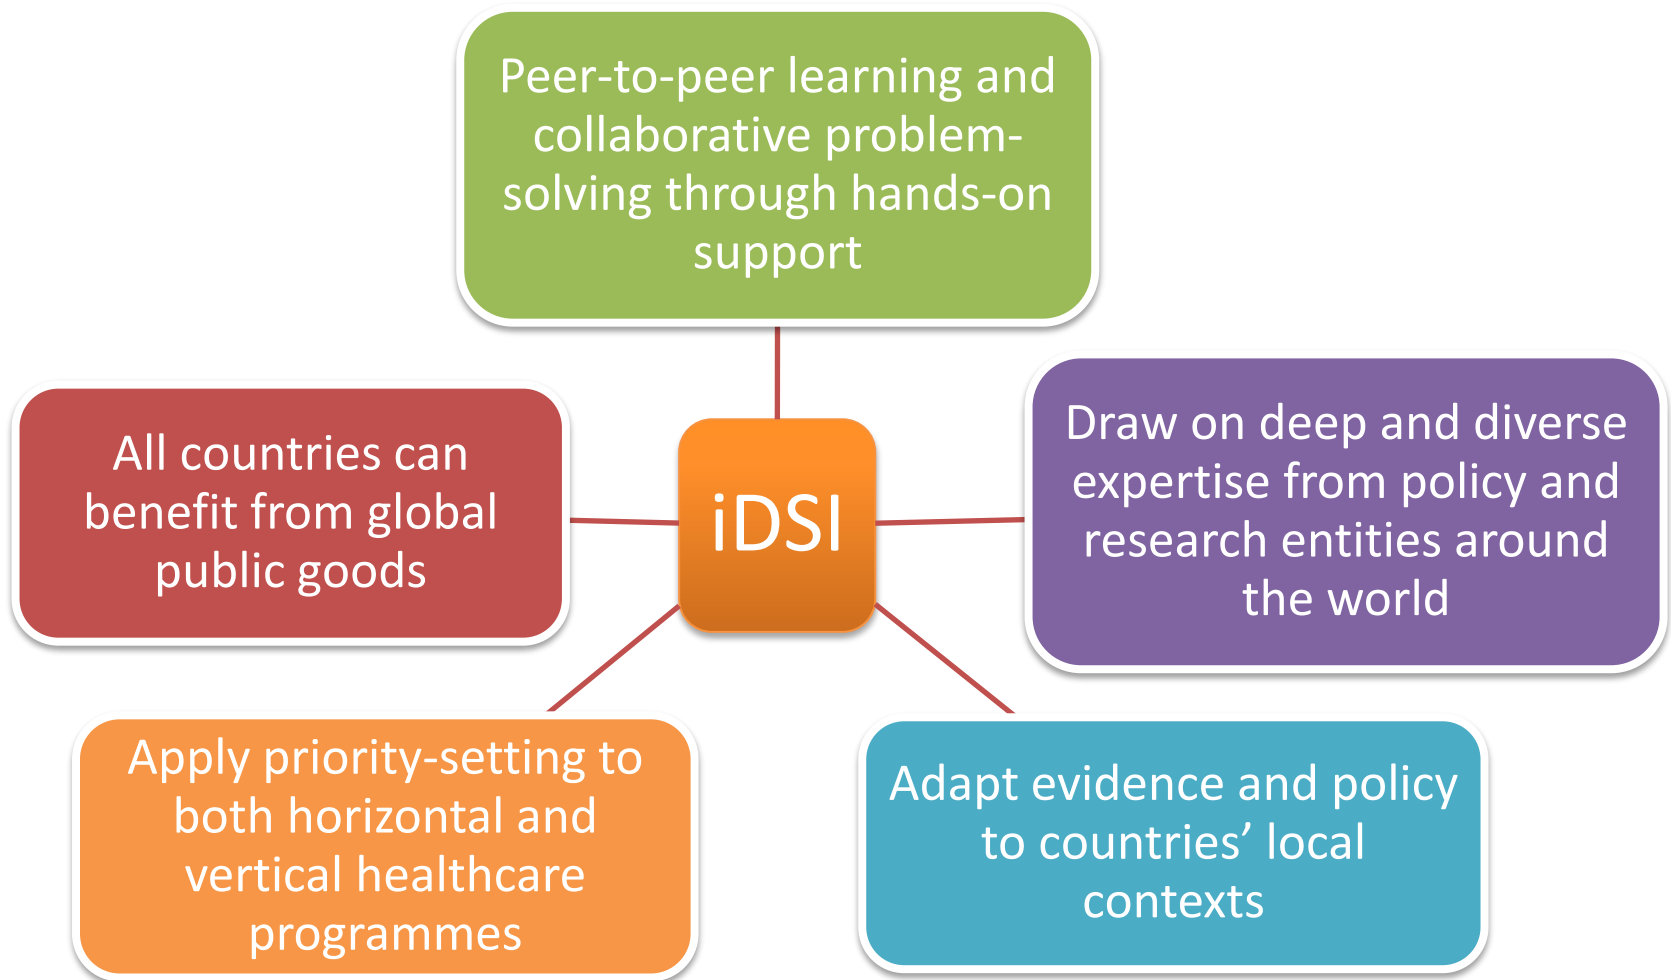 Peer-to-peer learning and
collaborative problem-
solving through hands-on
support
All countries can
benefit from global
public goods
iDSI
Draw on deep and diverse
expertise from policy and
research entities around
the world
Apply priority-setting to
both horizontal and
vertical healthcare
programmes
Adapt evidence and policy
to countries’ local
contexts